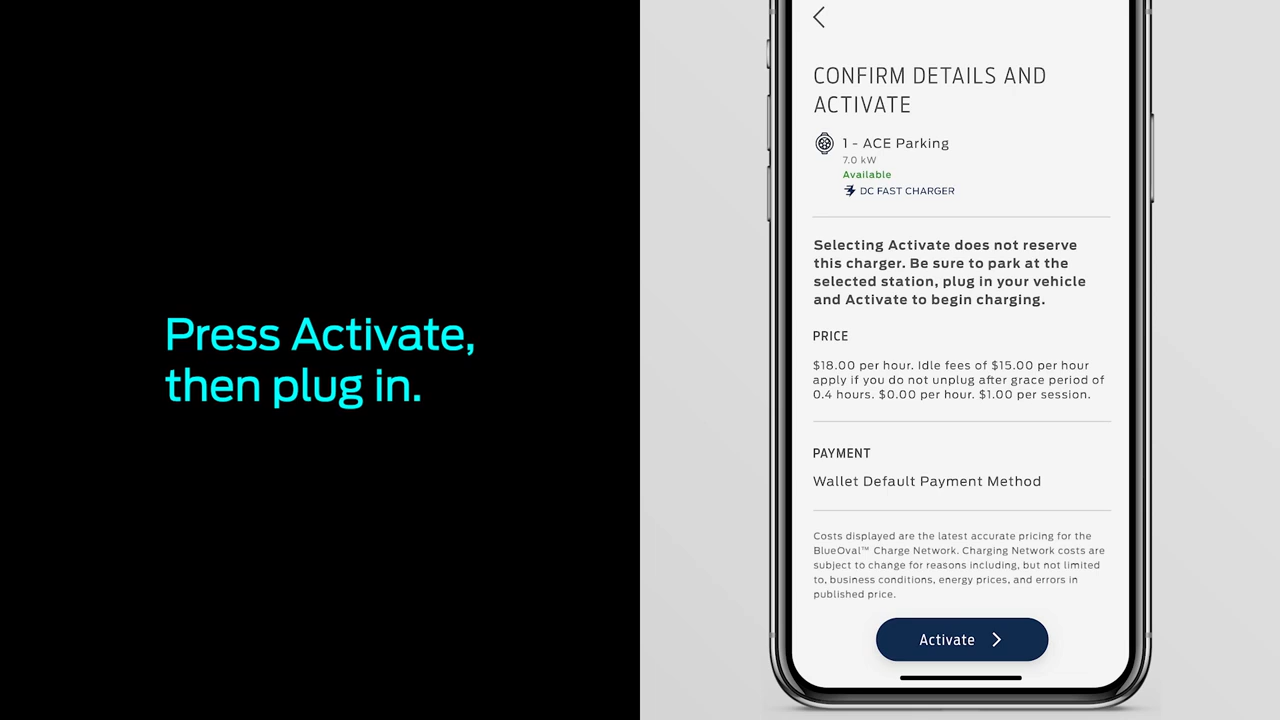 Press Activate,
then plug in.
CONFIRM DETAILS AND
ACTIVATE
1 - ACE Parking
7.0 kW
Available
DC FAST CHARGER
Selecting Activate does not reserve
this charger. Be sure to park at the
selected station, plug in your vehicle
and Activate to begin charging.
PRICE
$18.00 per hour. Idle fees of $15.00 per hour
apply if you do not unplug after grace period of
0.4 hours. $0.00 per hour. $1.00 per session.
PAYMENT
Wallet Default Payment Method
Costs displayed are the latest accurate pricing for the
BlueOval™ Charge Network. Charging Network costs are
subject to change for reasons including, but not limited
to, business conditions, energy prices, and errors in
published price.
Activate